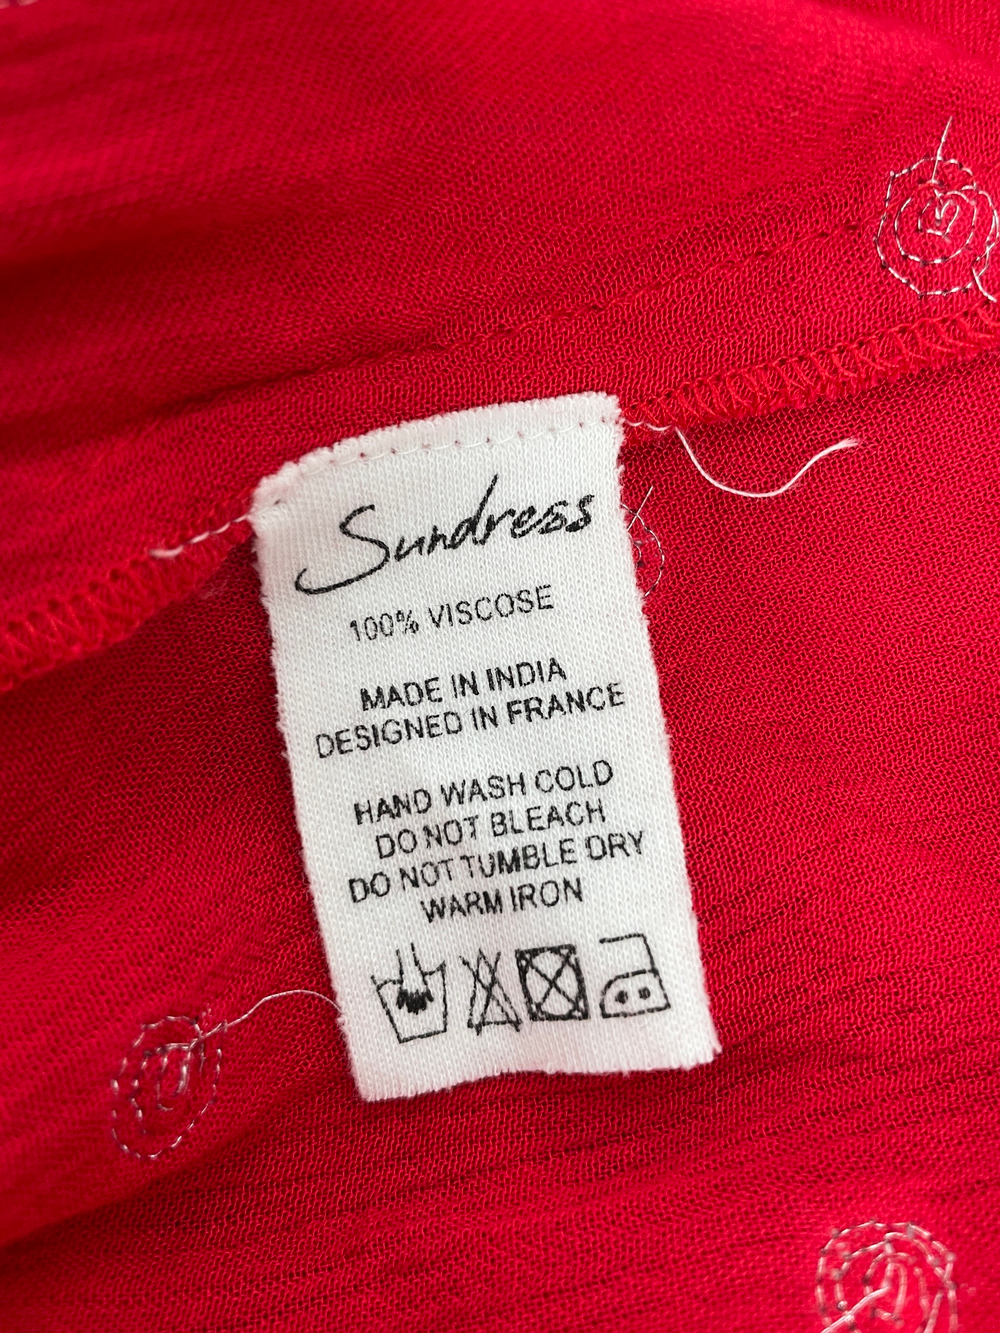 Sundress
100% VISCOSE
MADE IN INDIA
DESIGNED IN FRANCE
HAND WASH COLD
DO NOT BLEACH
DO NOT TUMBLE DRY
WARM IRON